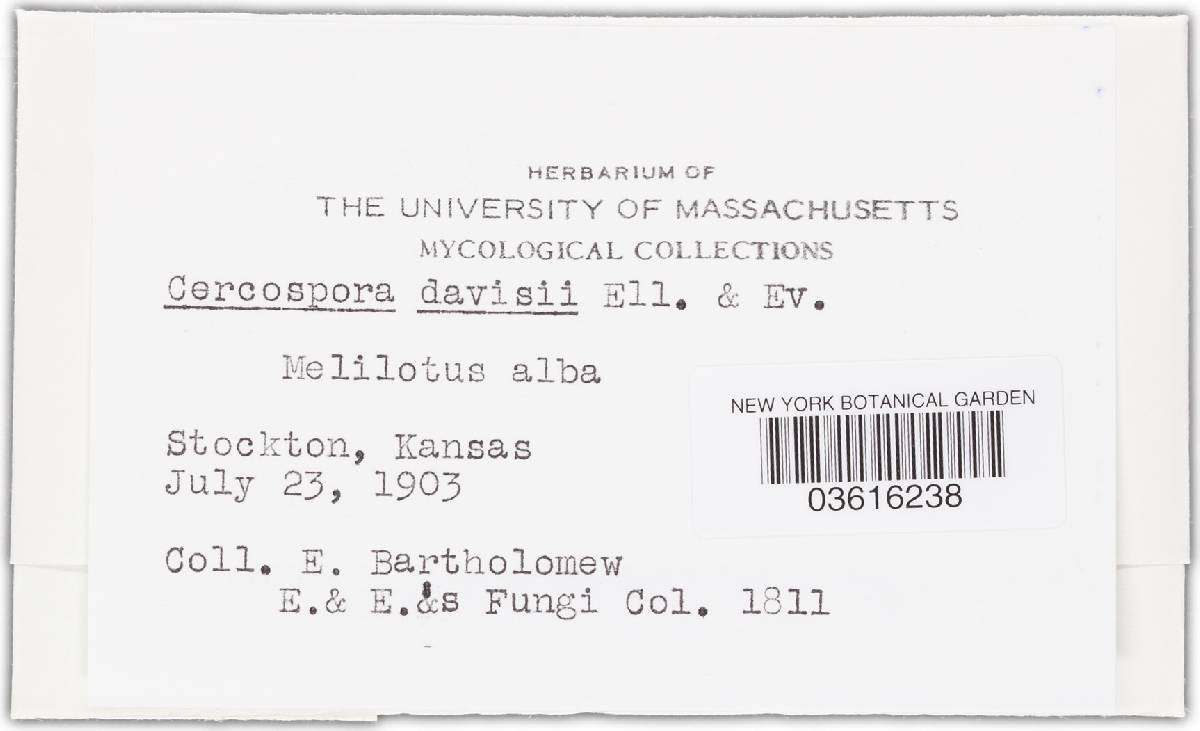 HERBARIUM OF
THE UNIVERSITY OF MASSACHUSETTS
MYCOLOGICAL COLLECTIONS
Cercospora davisii Ell. & Ev.
Melilotus alba
NEW YORK BOTANICAL GARDEN
03616238
Stockton, Kansas
July 23, 1903
Coll. E. Bartholomew
E.& E.'s Fungi Col. 1811